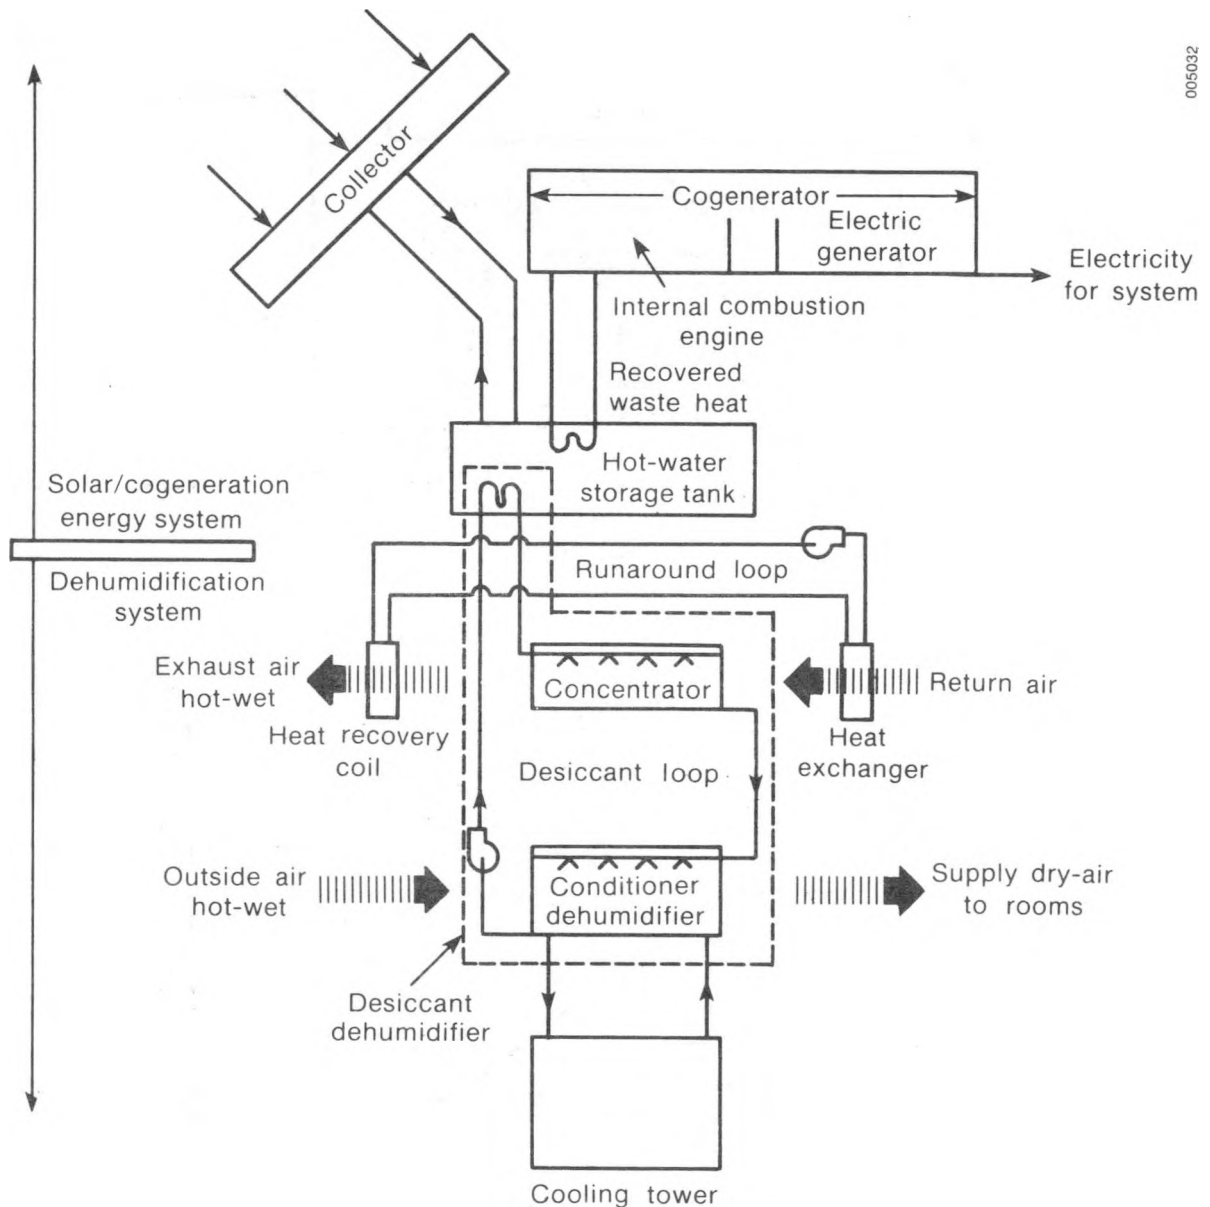 005032
Collector
Cogenerator
Electric
generator
Electricity
for system
Internal combustion
engine
Recovered
waste heat
Hot-water
storage tank
Solar/cogeneration
energy system
Dehumidification
system
Runaround loop
Exhaust air
hot-wet
Concentrator
Return air
Heat recovery
coil
Heat
exchanger
Desiccant loop
Outside air
hot-wet
Conditioner
dehumidifier
Supply dry-air
to rooms
Desiccant
dehumidifier
Cooling tower